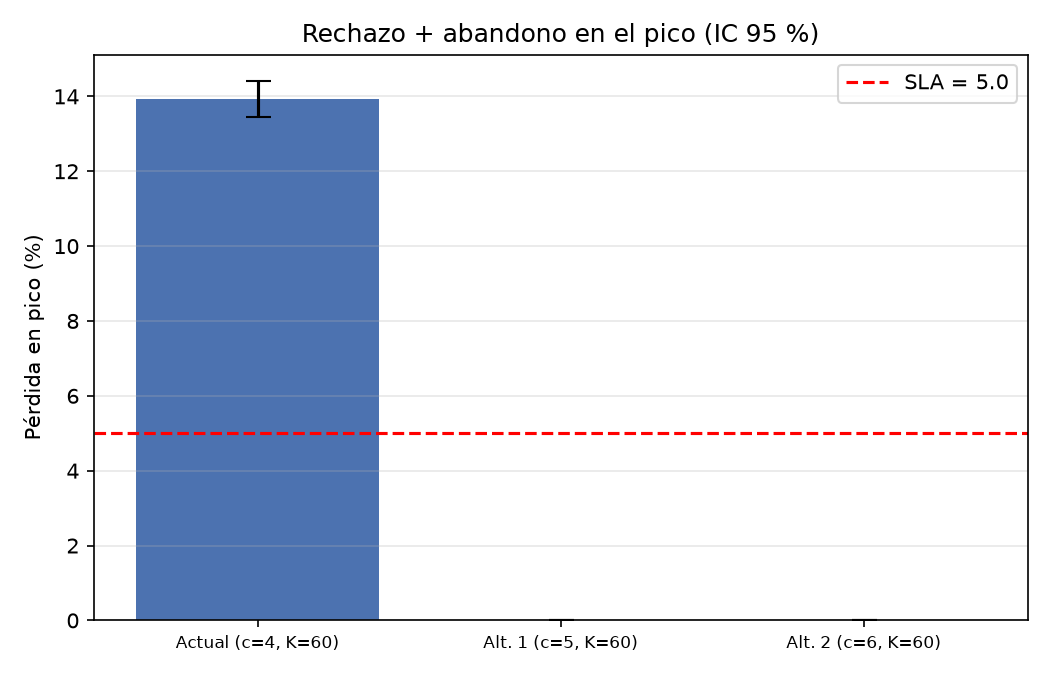 Rechazo + abandono en el pico (IC 95 %)
SLA = 5.0
Pérdida en pico (%)
14
12
10
8
6
4
2
0
Actual (c=4, K=60)
Alt. 1 (c=5, K=60)
Alt. 2 (c=6, K=60)